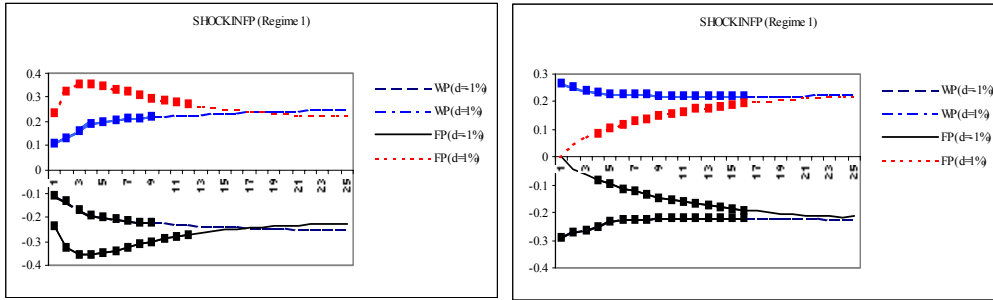 SHOCKINFP (Regime 1)
0.4
0.3
0.2
0.1
0
-0.1
-0.2
-0.3
-0.4
1 3 5 7 9 11 13 15 17 19 21 23 25
WP(d=-1%)
WP(d=1%)
FP(d=-1%)
FP(d=1%)
SHOCKINFP (Regime 1)
0.3
0.2
0.1
0
-0.1
-0.2
-0.3
-0.4
1 3 5 7 9 11 13 15 17 19 21 23 25
WP(d=-1%)
WP(d=1%)
FP(d=-1%)
FP(d=1%)